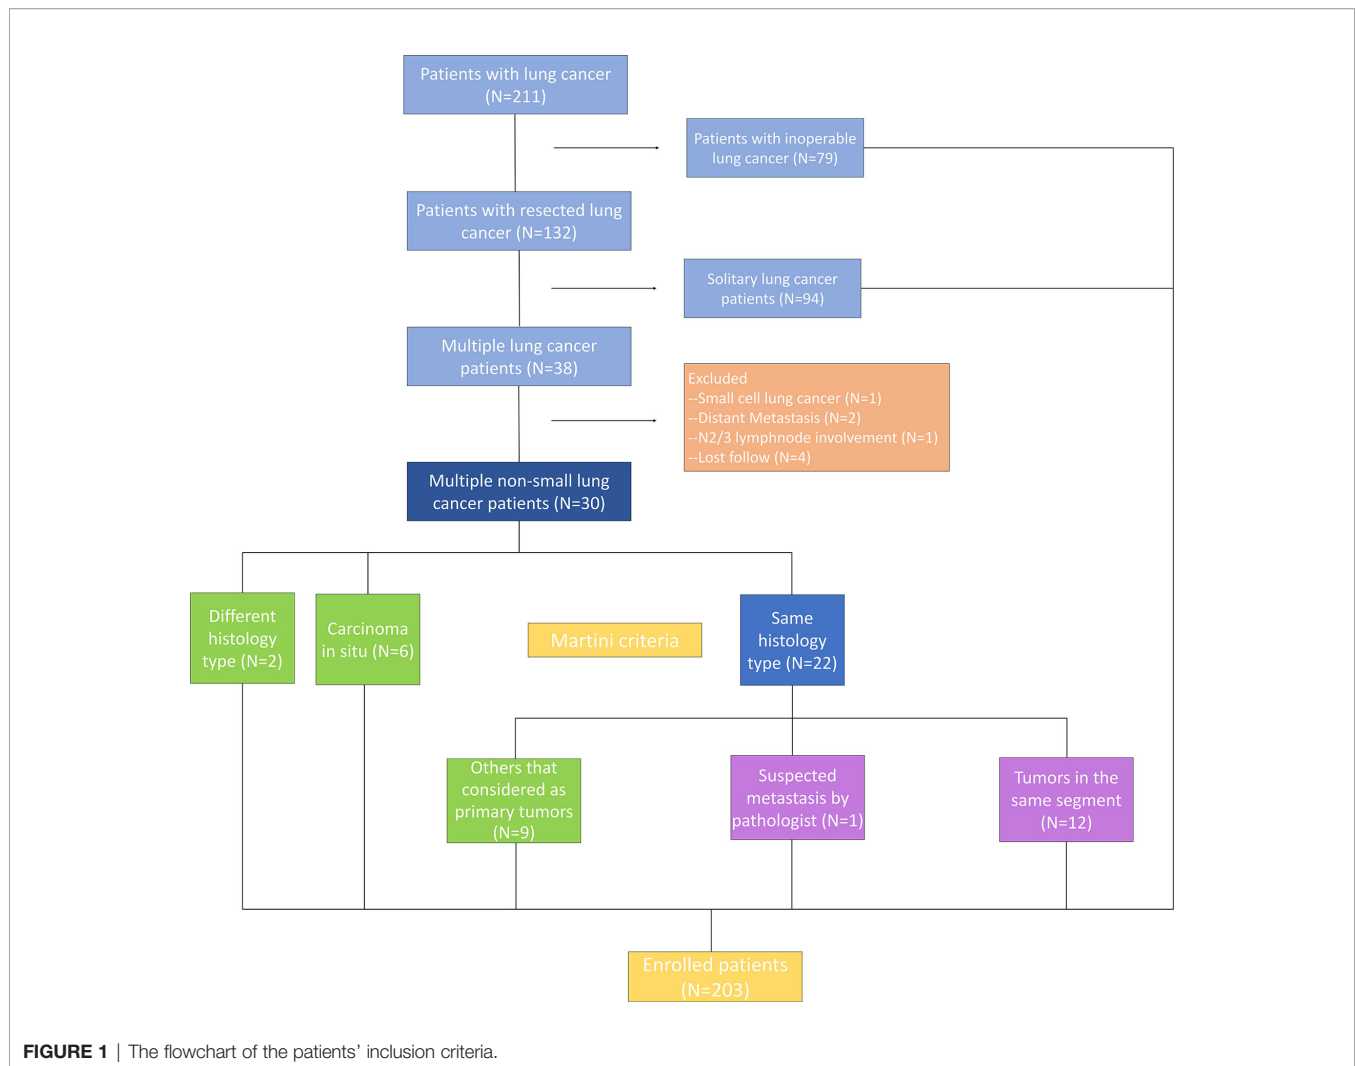 Patients with lung cancer
(N=211)
Patients with inoperable
lung cancer (N=79)
Patients with resected lung
cancer (N=132)
Solitary lung cancer
patients (N=94)
Multiple lung cancer
patients (N=38)
Excluded
--Small cell lung cancer (N=1)
--Distant Metastasis (N=2)
--N2/3 lymphnode involvement (N=1)
--Lost follow (N=4)
Multiple non-small lung
cancer patients (N=30)
Different
histology
type (N=2)
Carcinoma
in situ (N=6)
Martini criteria
Same
histology
type (N=22)
Others that
considered as
primary tumors
(N=9)
Suspected
metastasis by
pathologist (N=1)
Tumors in the
same segment
(N=12)
Enrolled patients
(N=203)
FIGURE 1 | The flowchart of the patients’ inclusion criteria.